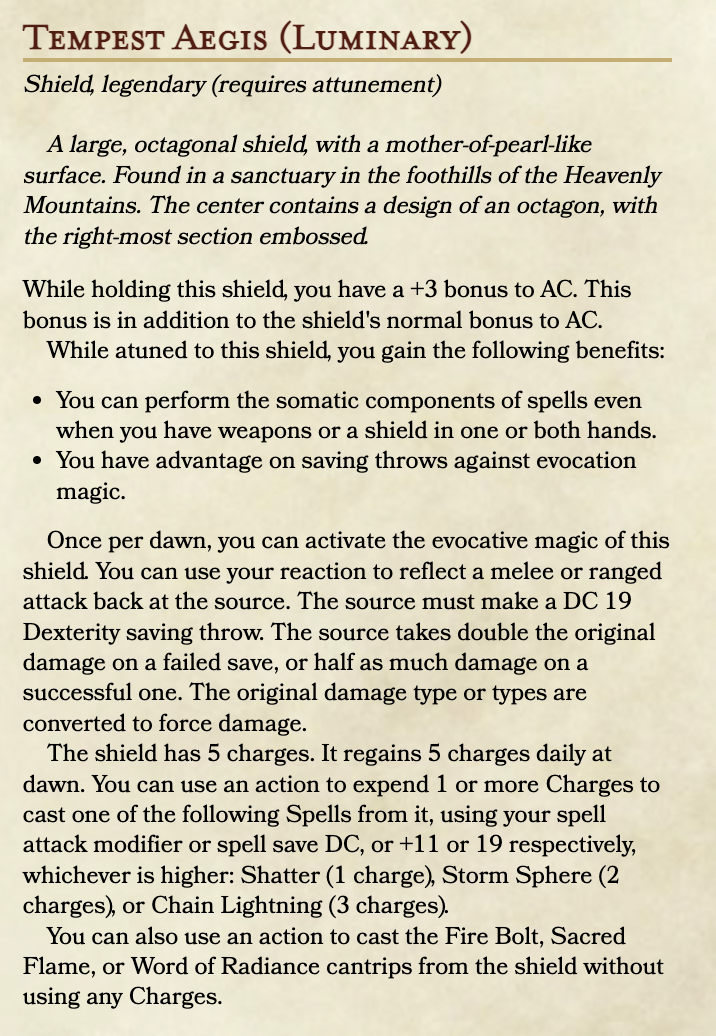 Tempest Aegis (Luminary)
Shield, legendary (requires attunement)
A large, octagonal shield, with a mother-of-pearl-like
surface. Found in a sanctuary in the foothills of the Heavenly
Mountains. The center contains a design of an octagon, with
the right-most section embossed.
While holding this shield, you have a +3 bonus to AC. This
bonus is in addition to the shield's normal bonus to AC.
While atuned to this shield, you gain the following benefits:
• You can perform the somatic components of spells even
when you have weapons or a shield in one or both hands.
• You have advantage on saving throws against evocation
magic.
Once per dawn, you can activate the evocative magic of this
shield. You can use your reaction to reflect a melee or ranged
attack back at the source. The source must make a DC 19
Dexterity saving throw. The source takes double the original
damage on a failed save, or half as much damage on a
successful one. The original damage type or types are
converted to force damage.
The shield has 5 charges. It regains 5 charges daily at
dawn. You can use an action to expend 1 or more Charges to
cast one of the following Spells from it, using your spell
attack modifier or spell save DC, or +11 or 19 respectively,
whichever is higher: Shatter (1 charge), Storm Sphere (2
charges), or Chain Lightning (3 charges).
You can also use an action to cast the Fire Bolt, Sacred
Flame, or Word of Radiance cantrips from the shield without
using any Charges.